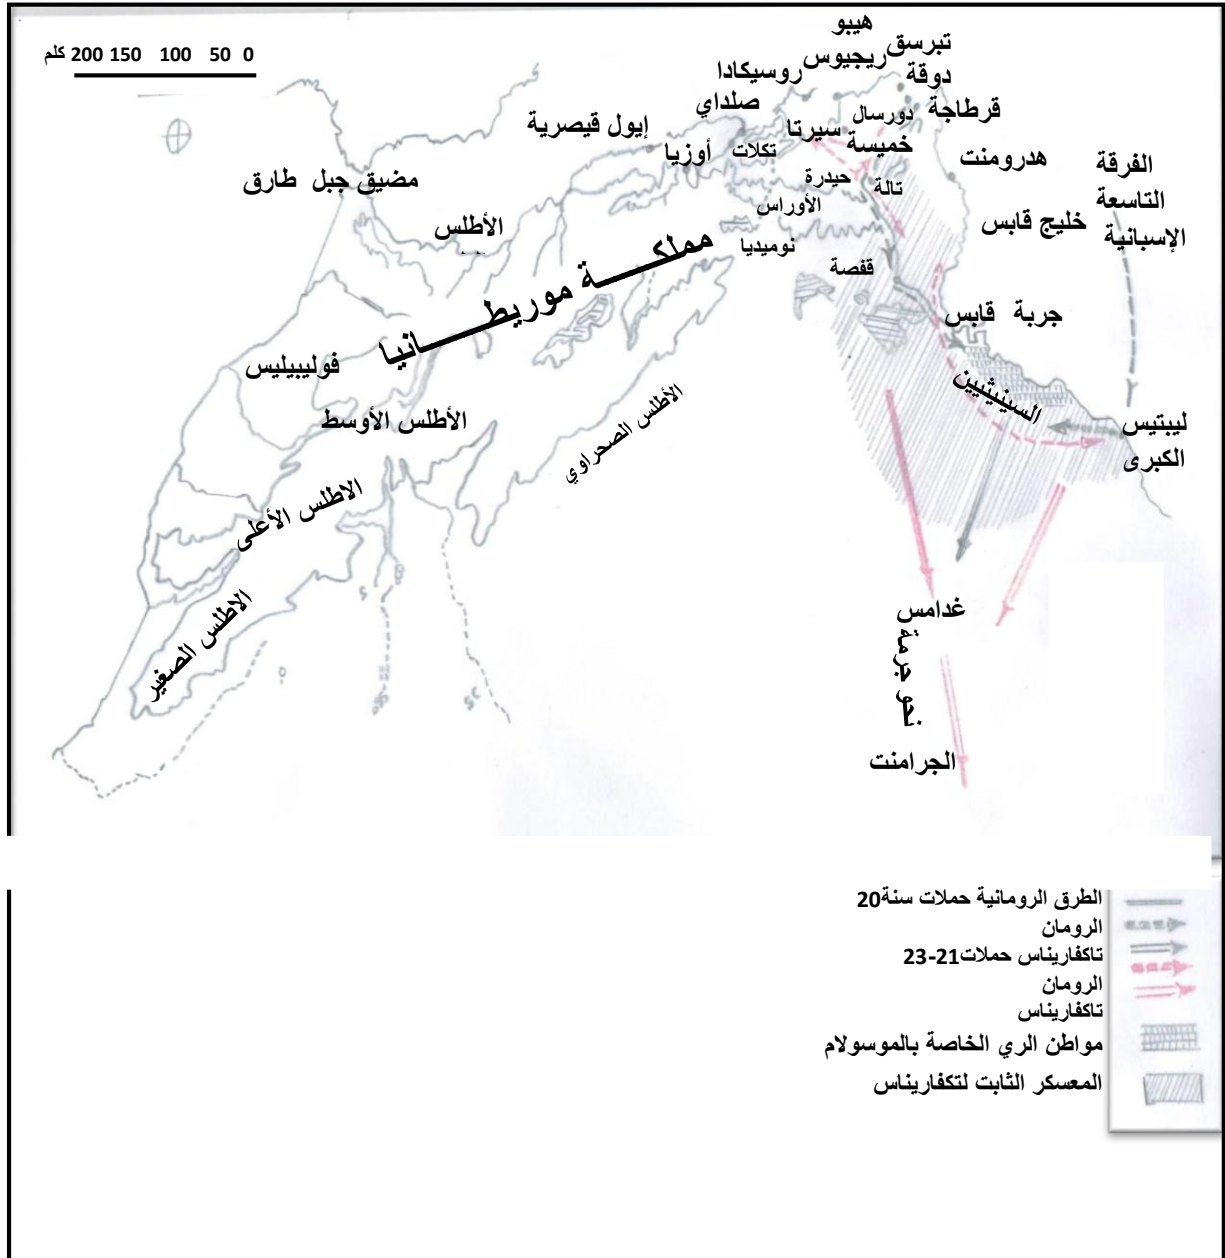 هيبو
ريجيوس
تبرسق
دوقة
روسيكادا
صلداي
قرطاجة
دورسال
0 50 100 150 200 كلم
إيول قيصرية
سيرتا
خميسة
أوزيا
تكلات
هدرومنت
الفرقة
التاسعة
الإسبانية
مضيق جبل طارق
حيدرة
تالة
الأوراس
خليج قابس
الأطلس
نوميديا
قفصة
مملكة موريطانيا
جربة قابس
فوليبيليس
السينيثيين
الأطلس الأوسط
الأطلس الصحراوي
ليبتيس
الكبرى
الاطلس الأعلى
الاطلس الصغير
غدامس
نحو جرمة
الجرامنت
الطرق الرومانية حملات سنة20
الرومان
تاكفاريناس حملات21-23
الرومان
تاكفاريناس
مواطن الري الخاصة بالموسولام
المعسكر الثابت لتكفاريناس